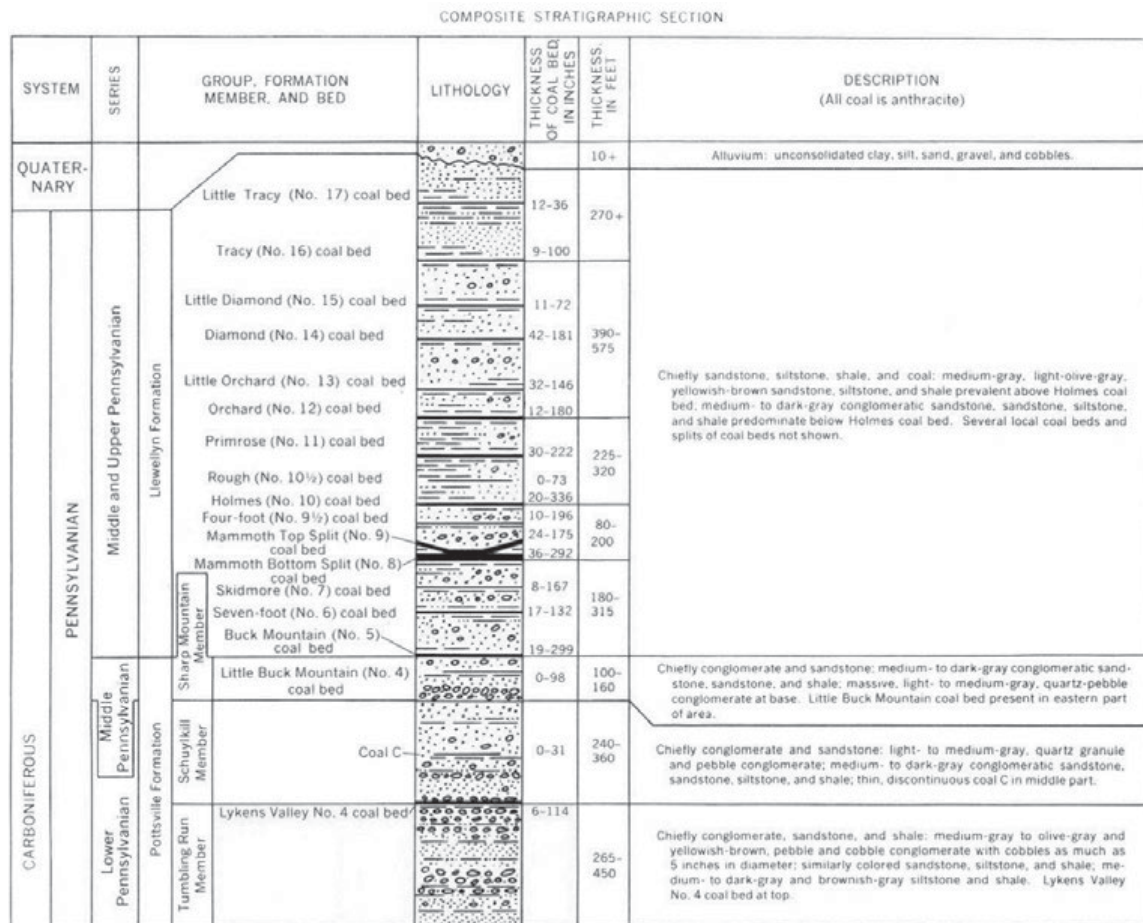 COMPOSITE STRATIGRAPHIC SECTION
SYSTEM
SERIES
GROUP, FORMATION
MEMBER, AND BED
LITHOLOGY
THICKNESS
OF COAL BED,
IN INCHES
THICKNESS,
IN FEET
DESCRIPTION
(All coal is anthracite)
QUATER-
NARY
10+
Alluvium: unconsolidated clay, silt, sand, gravel, and cobbles.
CARBONIFEROUS
PENNSYLVANIAN
Middle and Upper Pennsylvanian
Llewellyn Formation
Little Tracy (No. 17) coal bed
12-36
270+
Tracy (No. 16) coal bed
9-100
Little Diamond (No. 15) coal bed
11-72
Diamond (No. 14) coal bed
42-181
390-
575
Little Orchard (No. 13) coal bed
32-146
Orchard (No. 12) coal bed
12-180
Primrose (No. 11) coal bed
30-222
225-
320
Rough (No. 10½) coal bed
0-73
Holmes (No. 10) coal bed
20-336
Four-foot (No. 9½) coal bed
10-196
80-
200
Mammoth Top Split (No. 9)
coal bed
24-175
Mammoth Bottom Split (No. 8)
coal bed
36-292
Skidmore (No. 7) coal bed
8-167
180-
315
Seven-foot (No. 6) coal bed
17-132
Buck Mountain (No. 5)
coal bed
19-299
Chiefly sandstone, siltstone, shale, and coal: medium-gray, light-olive-gray,
yellowish-brown sandstone, siltstone, and shale prevalent above Holmes coal
bed; medium- to dark-gray conglomeratic sandstone, sandstone, siltstone,
and shale predominate below Holmes coal bed. Several local coal beds and
splits of coal beds not shown.
Middle
Pennsylvanian
Pottsville Formation
Sharp Mountain
Member
Little Buck Mountain (No. 4)
coal bed
0-98
100-
160
Chiefly conglomerate and sandstone: medium- to dark-gray conglomeratic sand-
stone, sandstone, and shale; massive, light- to medium-gray, quartz-pebble
conglomerate at base. Little Buck Mountain coal bed present in eastern part
of area.
Schuylkill
Member
Coal C
0-31
240-
360
Chiefly conglomerate and sandstone: light- to medium-gray, quartz granule
and pebble conglomerate; medium- to dark-gray conglomeratic sandstone,
sandstone, siltstone, and shale; thin, discontinuous coal C in middle part.
Lower
Pennsylvanian
Tumbling Run
Member
Lykens Valley No. 4 coal bed
6-114
265-
450
Chiefly conglomerate, sandstone, and shale: medium-gray to olive-gray and
yellowish-brown, pebble and cobble conglomerate with cobbles as much as
5 inches in diameter; similarly colored sandstone, siltstone, and shale; me-
dium- to dark-gray and brownish-gray siltstone and shale. Lykens Valley
No. 4 coal bed at top.